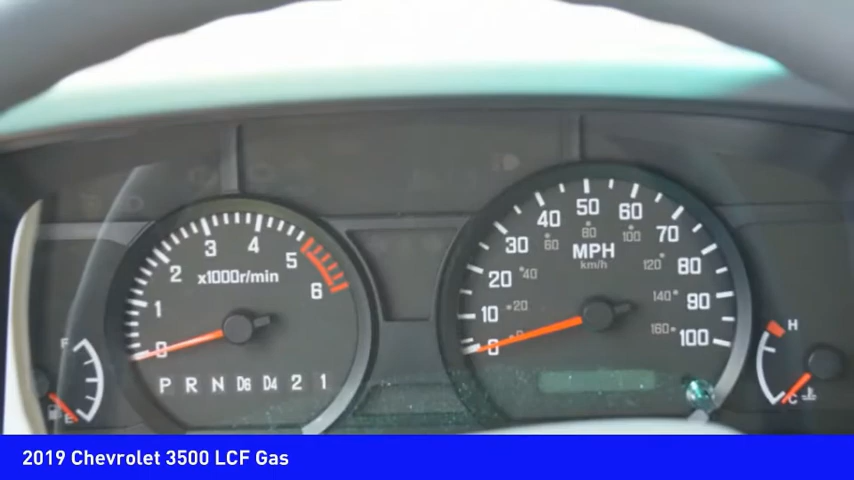 0 1 2 3 4 5 6
x1000r/min
P R N D6 D4 2 1
F
E
0 10 20 30 40 50 60 70 80 90 100
MPH
km/h
0 20 40 60 80 100 120 140 160
H
C
2019 Chevrolet 3500 LCF Gas